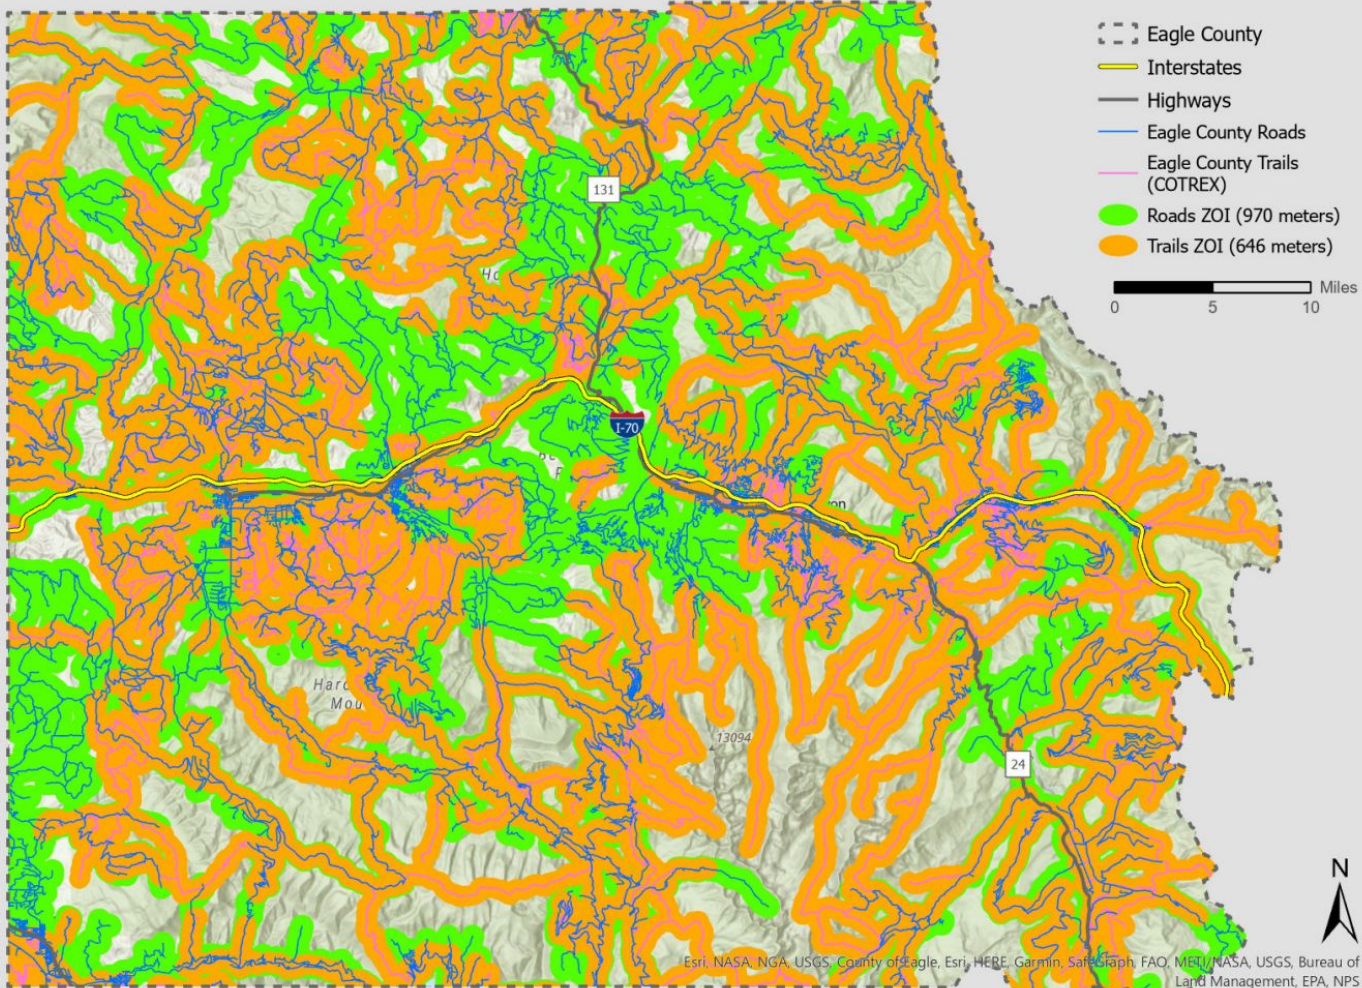 Eagle County
Interstates
Highways
Eagle County Roads
Eagle County Trails
(COTREX)
Roads ZOI (970 meters)
Trails ZOI (646 meters)
Miles
0 5 10
131
I-70
13094
24
N
Esri, NASA, NGA, USGS, County of Eagle, Esri, HERE, Garmin, SafeGraph, FAO, METI/NASA, USGS, Bureau of
Land Management, EPA, NPS